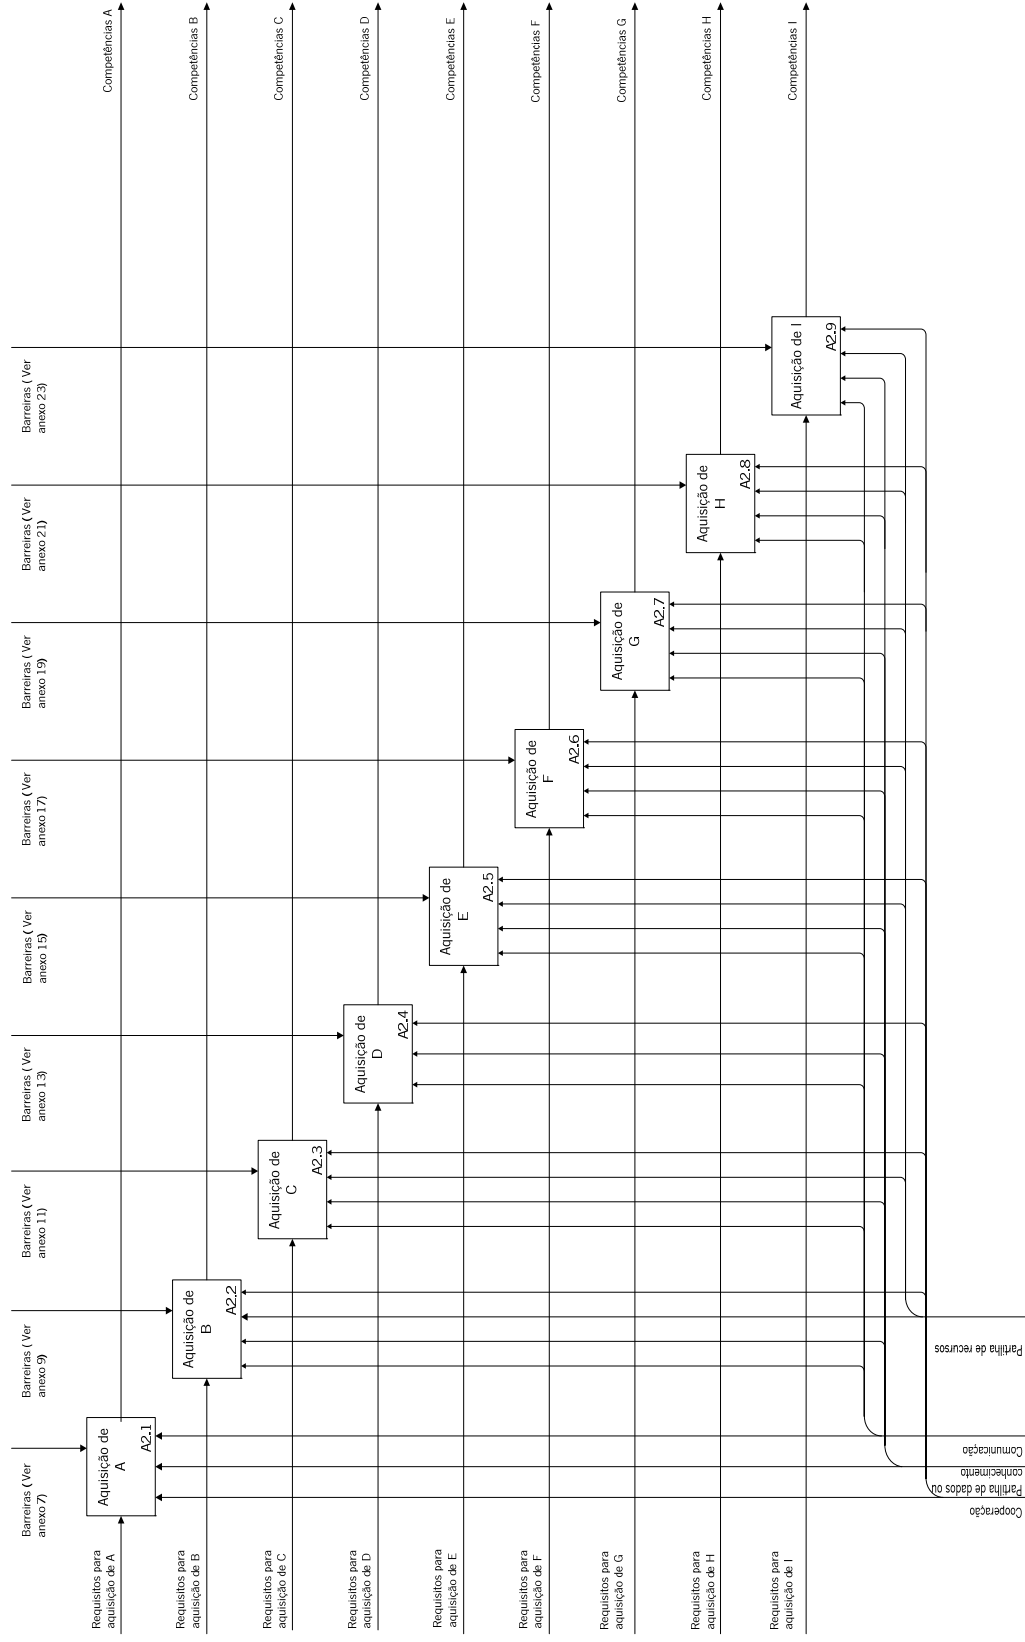 Competências A
Competências B
Competências C
Competências D
Competências E
Competências F
Competências G
Competências H
Competências I
Barreiras (Ver
anexo 7)
Barreiras (Ver
anexo 9)
Barreiras (Ver
anexo 11)
Barreiras (Ver
anexo 13)
Barreiras (Ver
anexo 15)
Barreiras (Ver
anexo 17)
Barreiras (Ver
anexo 19)
Barreiras (Ver
anexo 21)
Barreiras (Ver
anexo 23)
Aquisição de
A
A2.1
Aquisição de
B
A2.2
Aquisição de
C
A2.3
Aquisição de
D
A2.4
Aquisição de
E
A2.5
Aquisição de
F
A2.6
Aquisição de
G
A2.7
Aquisição de
H
A2.8
Aquisição de I
A2.9
Requisitos para
aquisição de A
Requisitos para
aquisição de B
Requisitos para
aquisição de C
Requisitos para
aquisição de D
Requisitos para
aquisição de E
Requisitos para
aquisição de F
Requisitos para
aquisição de G
Requisitos para
aquisição de H
Requisitos para
aquisição de I
Cooperação
Partilha de dados ou
conhecimento
Comunicação
Partilha de recursos